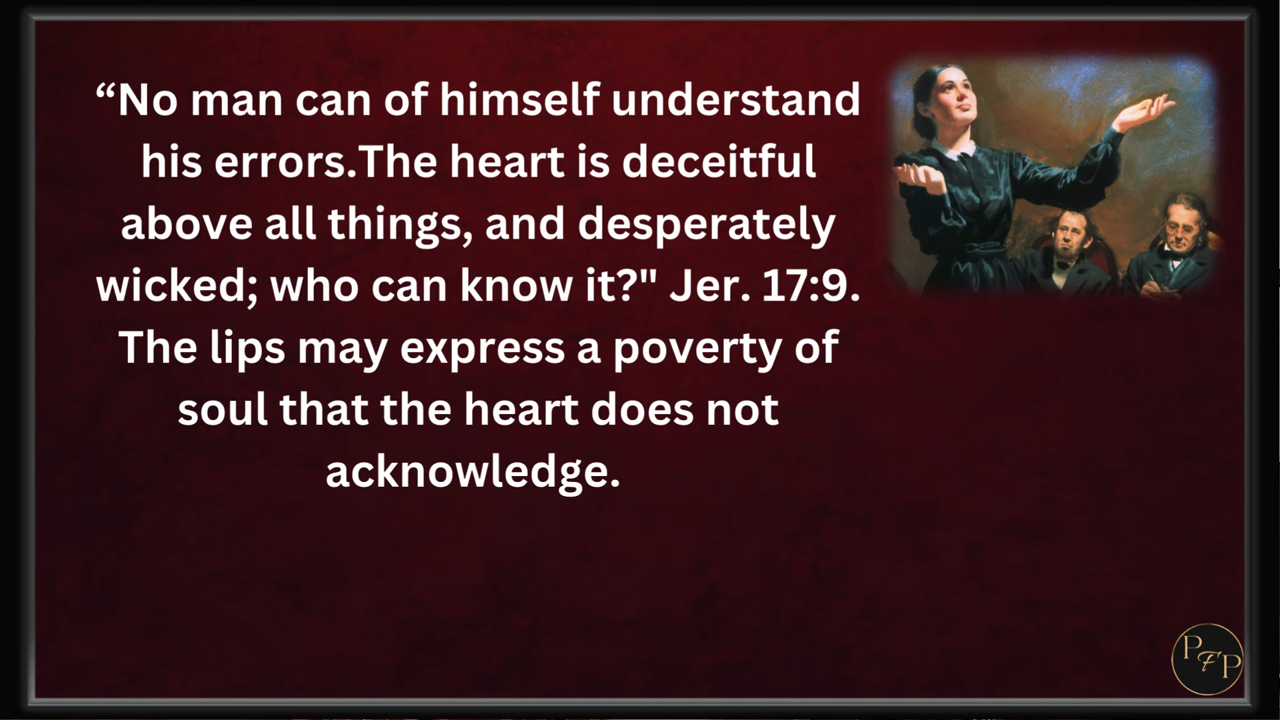 “No man can of himself understand
his errors.The heart is deceitful
above all things, and desperately
wicked; who can know it?" Jer. 17:9.
The lips may express a poverty of
soul that the heart does not
acknowledge.
PFP